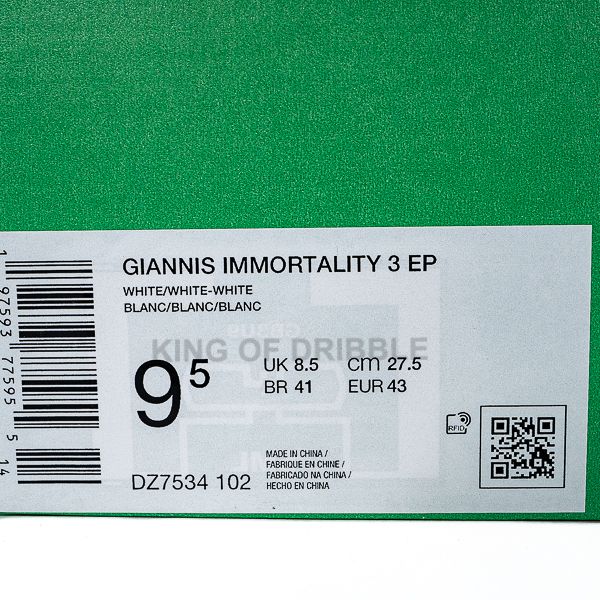 GIANNIS IMMORTALITY 3 EP
WHITE/WHITE-WHITE
BLANC/BLANC/BLANC
KING OF DRIBBLE
9 5
UK 8.5 cm 27.5
BR 41 EUR 43
DZ7534 102
MADE IN CHINA /
FABRIQUE EN CHINE /
FABRICADO NA CHINA /
HECHO EN CHINA
RFID
1 97593 77595 5 14